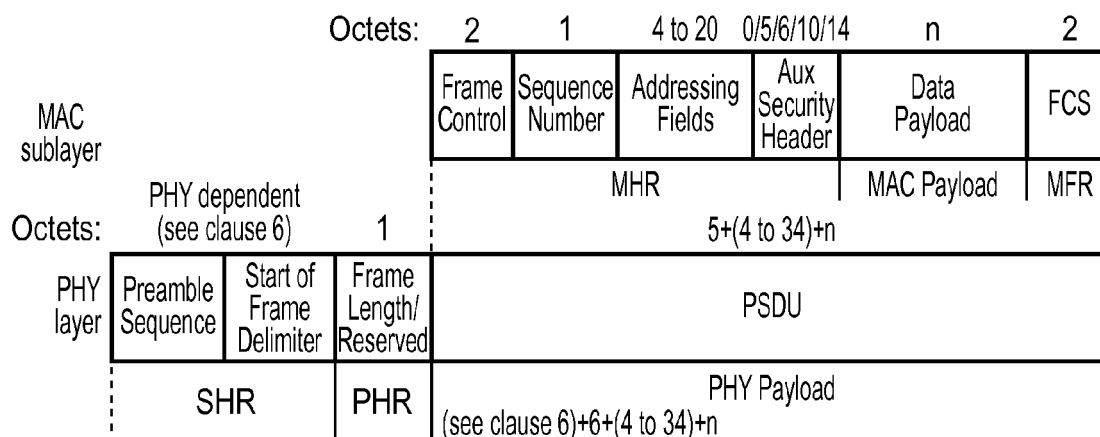 Octets: 2 1 4 to 20 0/5/6/10/14 n 2
MAC sublayer
Frame Control
Sequence Number
Addressing Fields
Aux Security Header
Data Payload
FCS
MHR
MAC Payload
MFR
Octets:
PHY dependent
(see clause 6)
1
5+(4 to 34)+n
PHY layer
Preamble Sequence
Start of Frame Delimiter
Frame Length/ Reserved
PSDU
SHR
PHR
PHY Payload
(see clause 6)+6+(4 to 34)+n